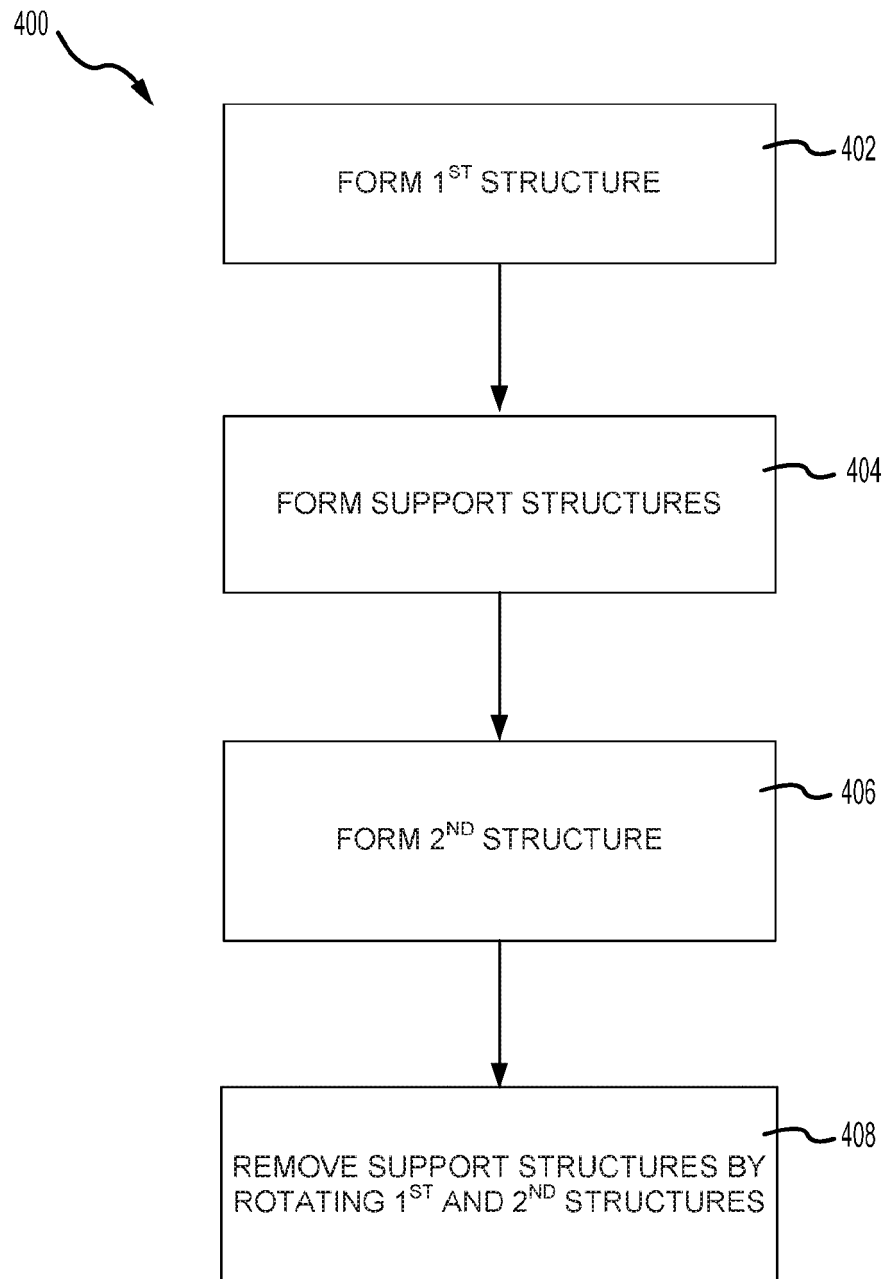 400
402
FORM 1ST STRUCTURE
404
FORM SUPPORT STRUCTURES
406
FORM 2ND STRUCTURE
408
REMOVE SUPPORT STRUCTURES BY
ROTATING 1ST AND 2ND STRUCTURES